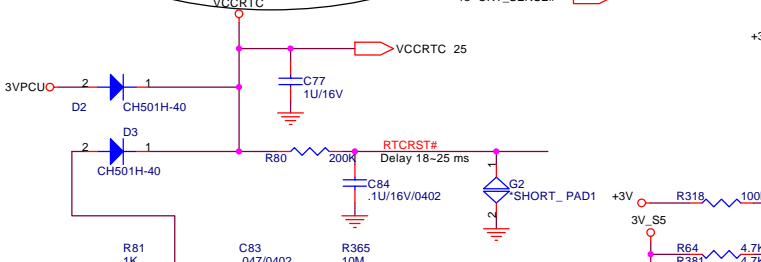 VCCRTC
VCCRTC 25
3VPCU
2
1
C77
1U/16V
D2
CH501H-40
D3
2
1
CH501H-40
R80
200K
RTCRST#
Delay 18~25 ms
1
C84
.1U/16V/0402
G2
*SHORT_ PAD1
2
+3V
R318
3V_S5
R81
1K
C83
.047/0402
R365
10M
R64
4.7K
R381
4.7K